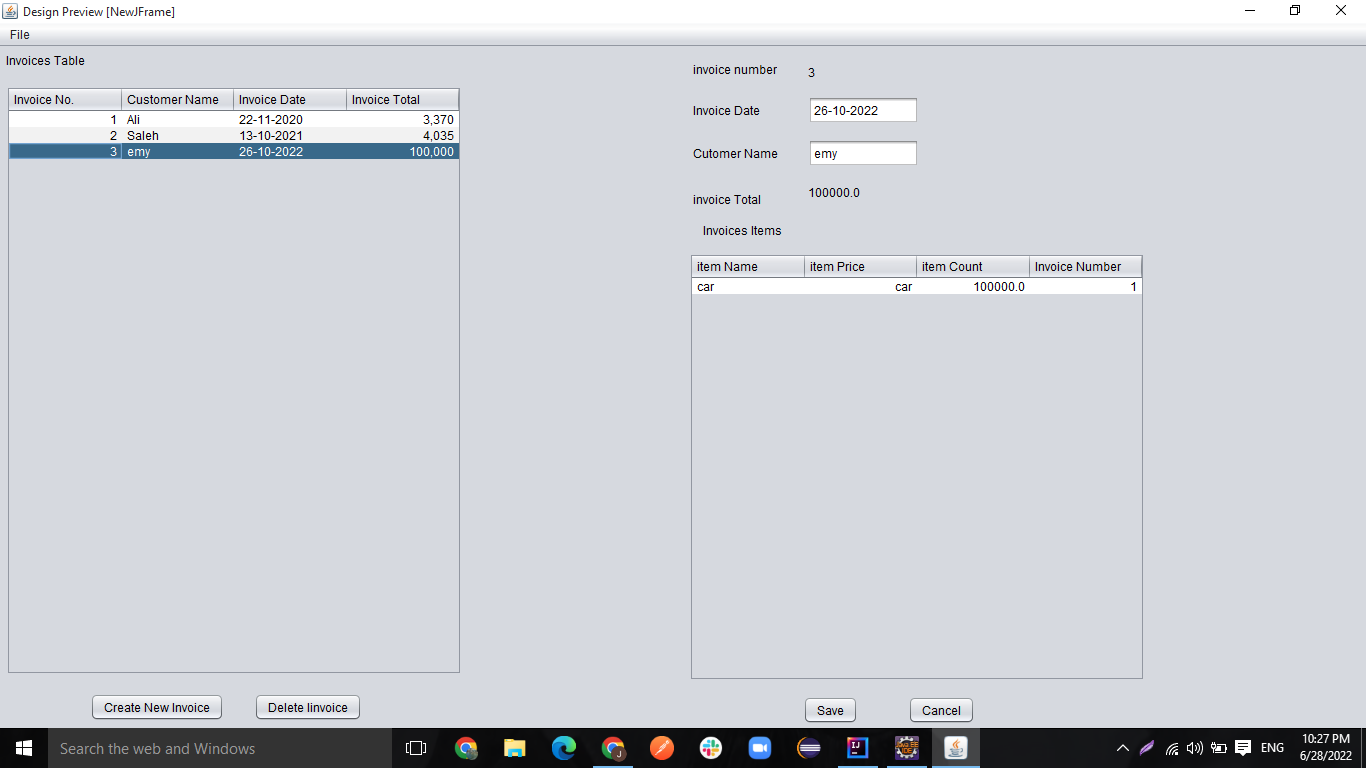 Design Preview [NewJFrame]
File
Invoices Table
Invoice No. Customer Name Invoice Date Invoice Total
1 Ali 22-11-2020 3,370
2 Saleh 13-10-2021 4,035
3 emy 26-10-2022 100,000
Create New Invoice Delete Iinvoice
invoice number 3
Invoice Date 26-10-2022
Cutomer Name emy
invoice Total 100000.0
Invoices Items
item Name item Price item Count Invoice Number
car car 100000.0 1
Save Cancel
Search the web and Windows
ENG
10:27 PM
6/28/2022